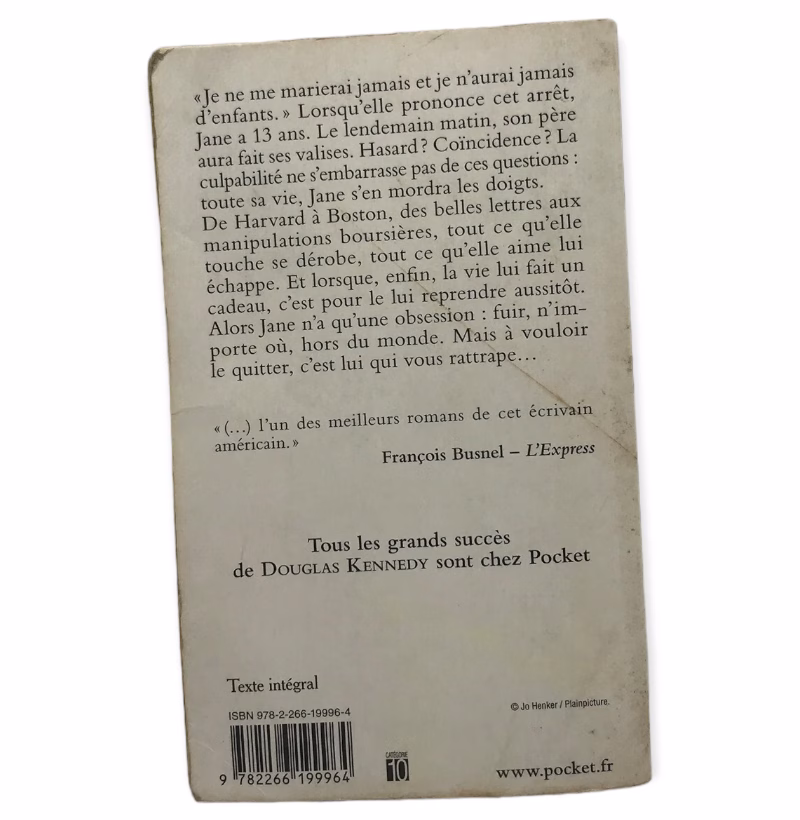 «Je ne me marierai jamais et je n'aurai jamais
d'enfants.» Lorsqu'elle prononce cet arrêt,
Jane a 13 ans. Le lendemain matin, son père
aura fait ses valises. Hasard ? Coïncidence ? La
culpabilité ne s'embarrasse pas de ces questions :
toute sa vie, Jane s'en mordra les doigts.
De Harvard à Boston, des belles lettres aux
manipulations boursières, tout ce qu'elle
touche se dérobe, tout ce qu'elle aime lui
échappe. Et lorsque, enfin, la vie lui fait un
cadeau, c'est pour le lui reprendre aussitôt.
Alors Jane n'a qu'une obsession : fuir, n'im-
porte où, hors du monde. Mais à vouloir
le quitter, c'est lui qui vous rattrape…
« (…) l'un des meilleurs romans de cet écrivain
américain.»
François Busnel – L'Express
Tous les grands succès
de DOUGLAS KENNEDY sont chez Pocket
Texte intégral
ISBN 978-2-266-19996-4
© Jo Henker / Plainpicture.
9 782266 199964
CATÉGORIE
10
www.pocket.fr